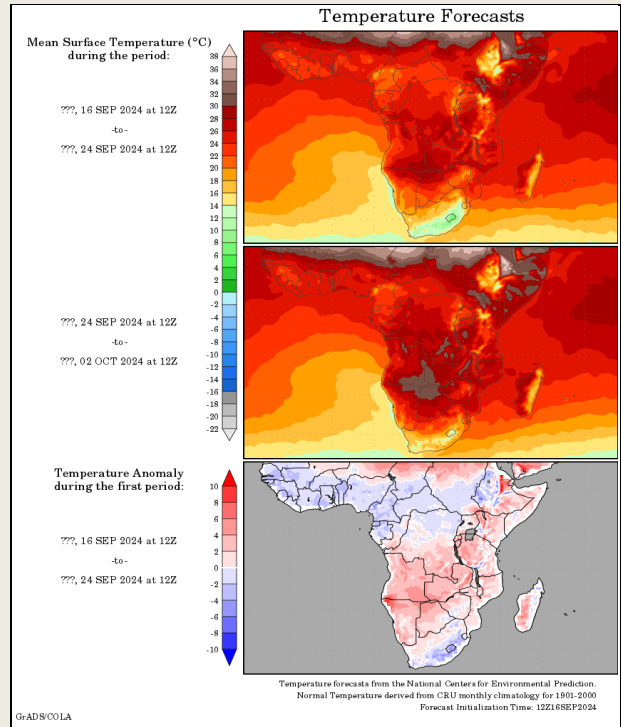 Temperature Forecasts
Mean Surface Temperature (°C)
during the period:
???, 16 SEP 2024 at 12Z
-to-
???, 24 SEP 2024 at 12Z
38
36
34
32
30
28
26
24
22
20
18
16
14
12
10
8
6
4
2
0
-2
-4
-6
-8
-10
-12
-14
-16
-18
-20
-22
???, 24 SEP 2024 at 12Z
-to-
???, 02 OCT 2024 at 12Z
Temperature Anomaly
during the first period:
???, 16 SEP 2024 at 12Z
-to-
???, 24 SEP 2024 at 12Z
10
8
6
4
2
0
-2
-4
-6
-8
-10
Temperature forecasts from the National Centers for Environmental Prediction.
Normal Temperature derived from CRU monthly climatology for 1901-2000
Forecast Initialization Time: 12Z16SEP2024
GrADS/COLA